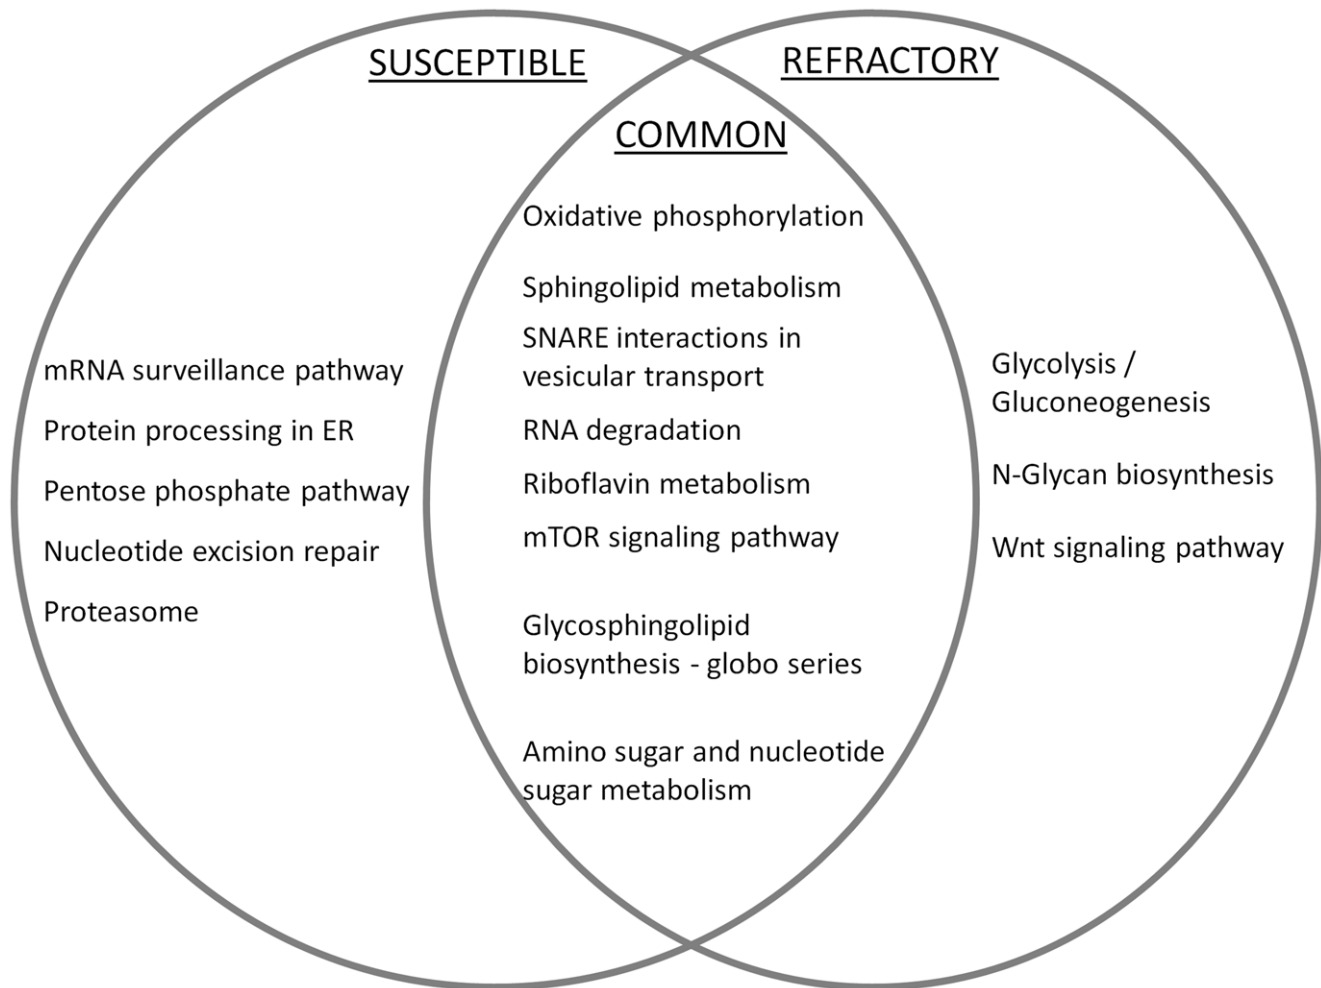 SUSCEPTIBLE
REFRACTORY
COMMON
mRNA surveillance pathway
Protein processing in ER
Pentose phosphate pathway
Nucleotide excision repair
Proteasome
Oxidative phosphorylation
Sphingolipid metabolism
SNARE interactions in
vesicular transport
RNA degradation
Riboflavin metabolism
mTOR signaling pathway
Glycosphingolipid
biosynthesis - globo series
Amino sugar and nucleotide
sugar metabolism
Glycolysis /
Gluconeogenesis
N-Glycan biosynthesis
Wnt signaling pathway